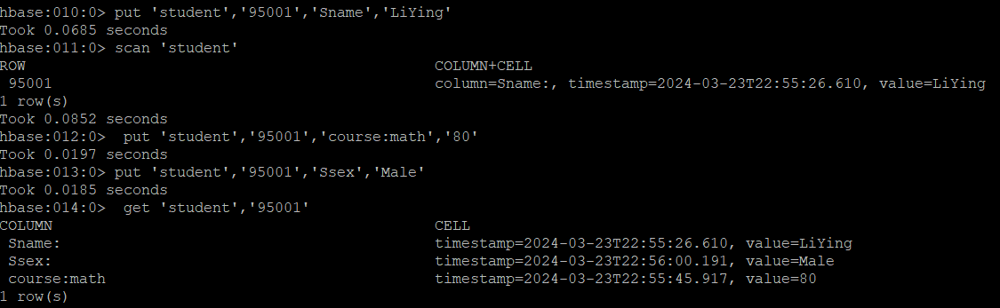 hbase:010:0> put 'student','95001','Sname','LiYing'
Took 0.0685 seconds
hbase:011:0> scan 'student'
ROW COLUMN+CELL
95001 column=Sname:, timestamp=2024-03-23T22:55:26.610, value=LiYing
1 row(s)
Took 0.0852 seconds
hbase:012:0>  put 'student','95001','course:math','80'
Took 0.0197 seconds
hbase:013:0> put 'student','95001','Ssex','Male'
Took 0.0185 seconds
hbase:014:0>  get 'student','95001'
COLUMN CELL
Sname: timestamp=2024-03-23T22:55:26.610, value=LiYing
Ssex: timestamp=2024-03-23T22:56:00.191, value=Male
course:math timestamp=2024-03-23T22:55:45.917, value=80
1 row(s)